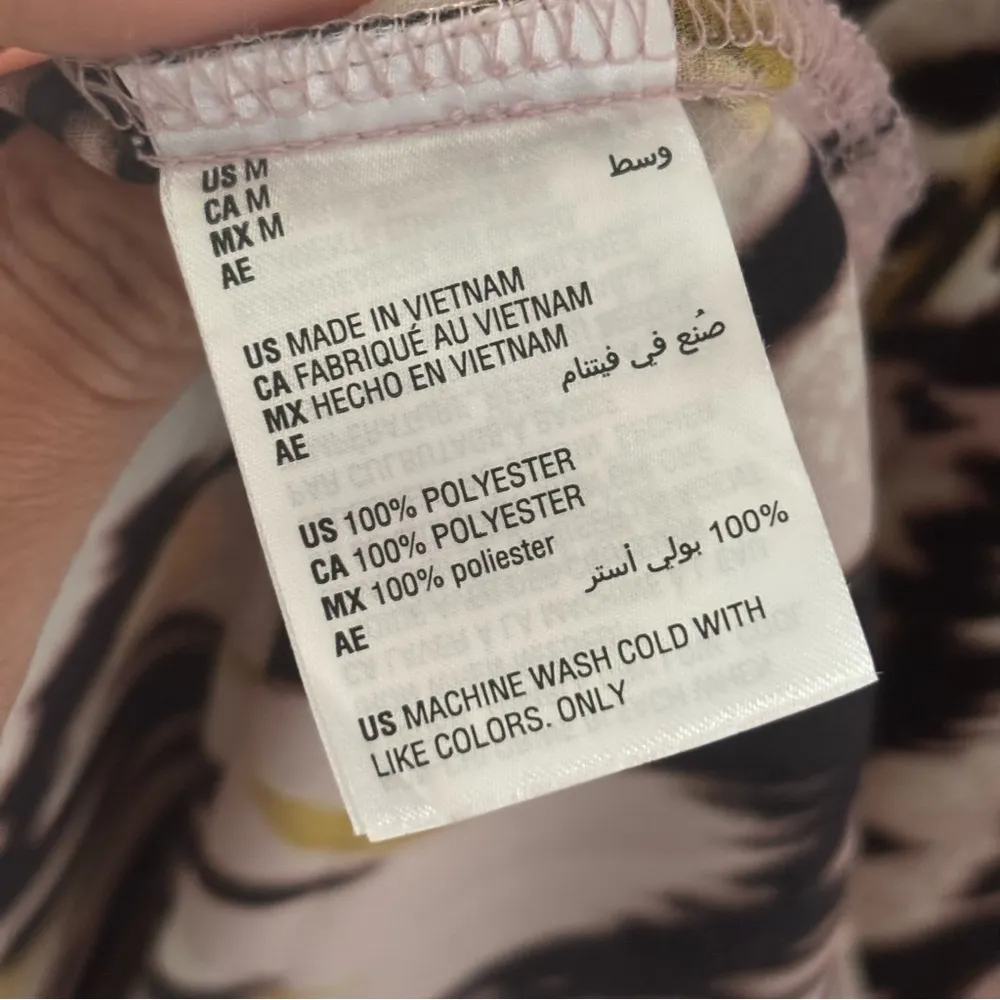 US M
CA M
MX M
AE وسط
US MADE IN VIETNAM
CA FABRIQUÉ AU VIETNAM
MX HECHO EN VIETNAM
AE صُنع في فيتنام
US 100% POLYESTER
CA 100% POLYESTER
MX 100% poliester
AE 100% بولي أستر
US MACHINE WASH COLD WITH
LIKE COLORS. ONLY